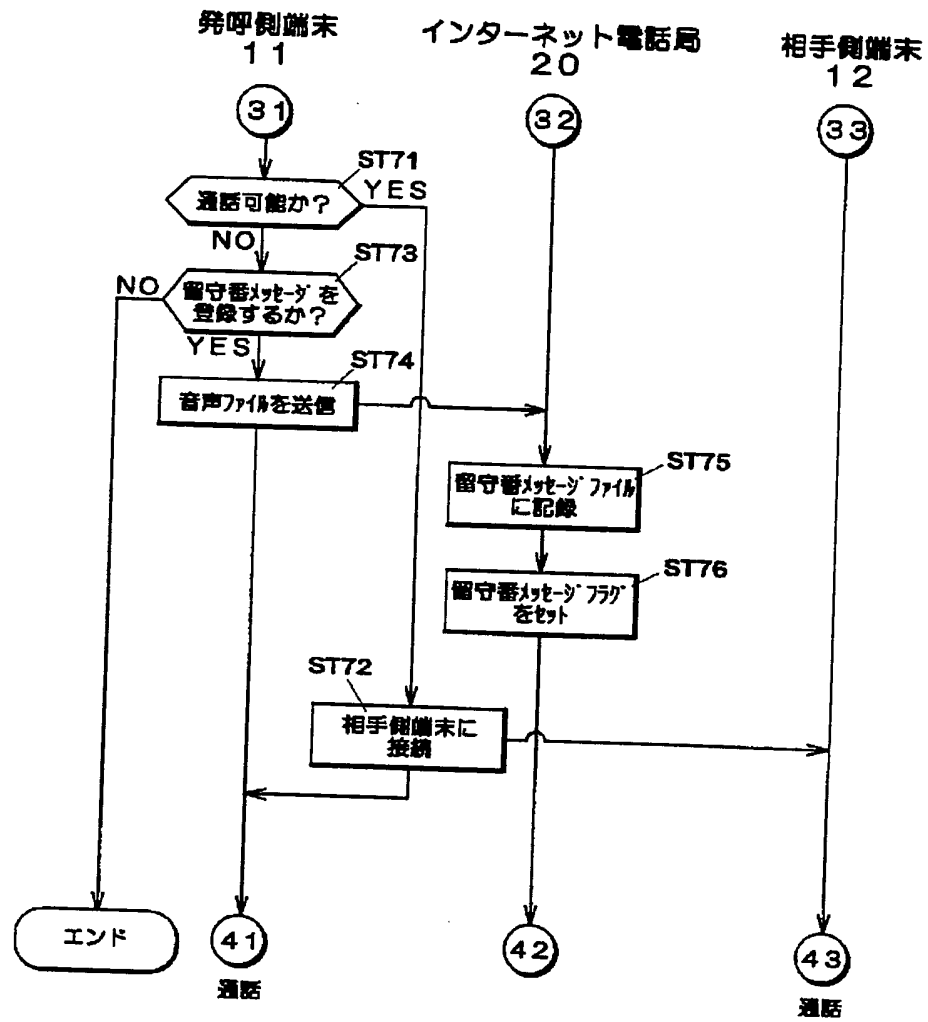 発呼側端末
11
インターネット電話局
20
相手側端末
12
31
32
33
ST71
通話可能か?
YES
NO
ST73
NO
留守番メッセージを
登録するか?
YES
ST74
音声ファイルを送信
ST75
留守番メッセージファイル
に記録
ST76
留守番メッセージフラグ
をセット
ST72
相手側端末に
接続
エンド
41
42
43
通話
通話